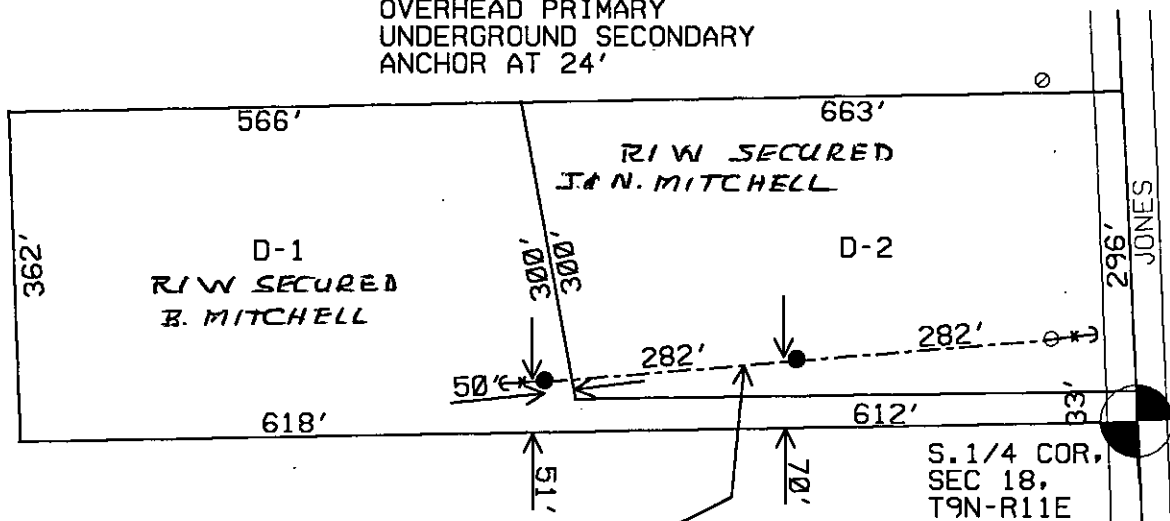 OVERHEAD PRIMARY
UNDERGROUND SECONDARY
ANCHOR AT 24'
566'
663'
R/W SECURED
J & N. MITCHELL
JONES
362'
D-1
R/W SECURED
B. MITCHELL
300'
300'
D-2
296'
282'
282'
50'
618'
612'
33'
51'
70'
S.1/4 COR,
SEC 18,
T9N-R11E